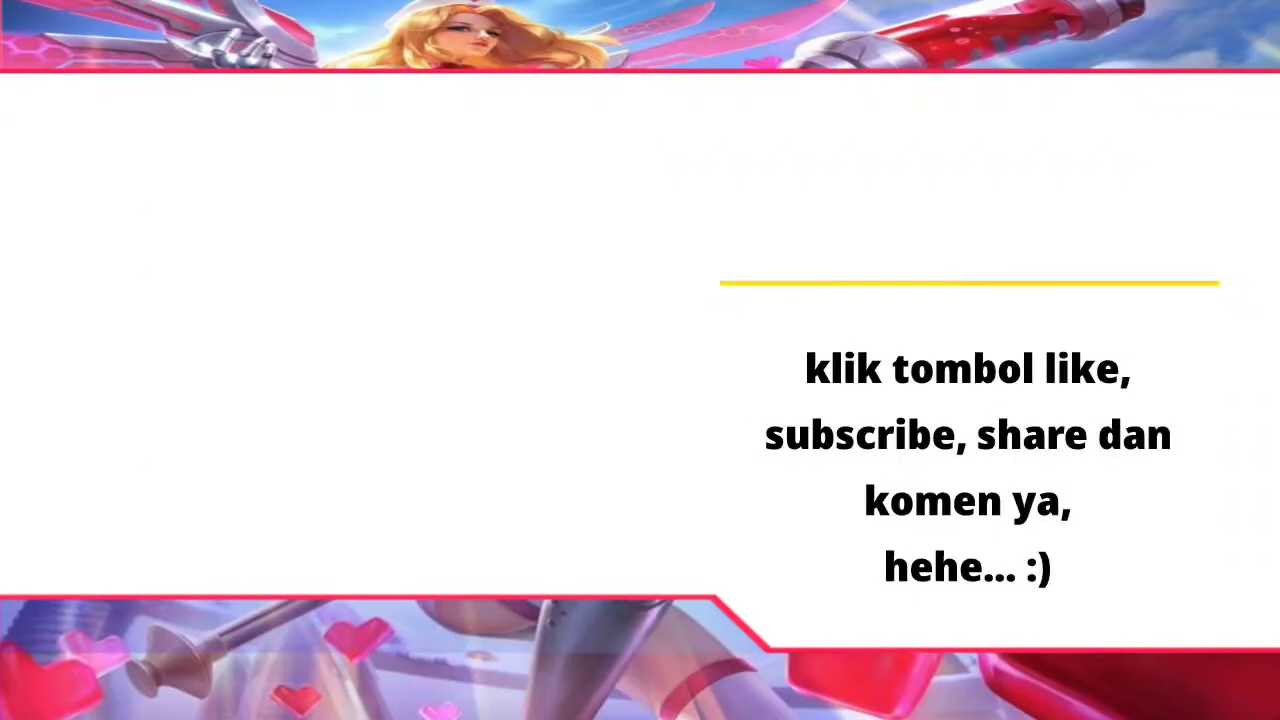 klik tombol like,
subscribe, share dan
komen ya,
hehe... :)